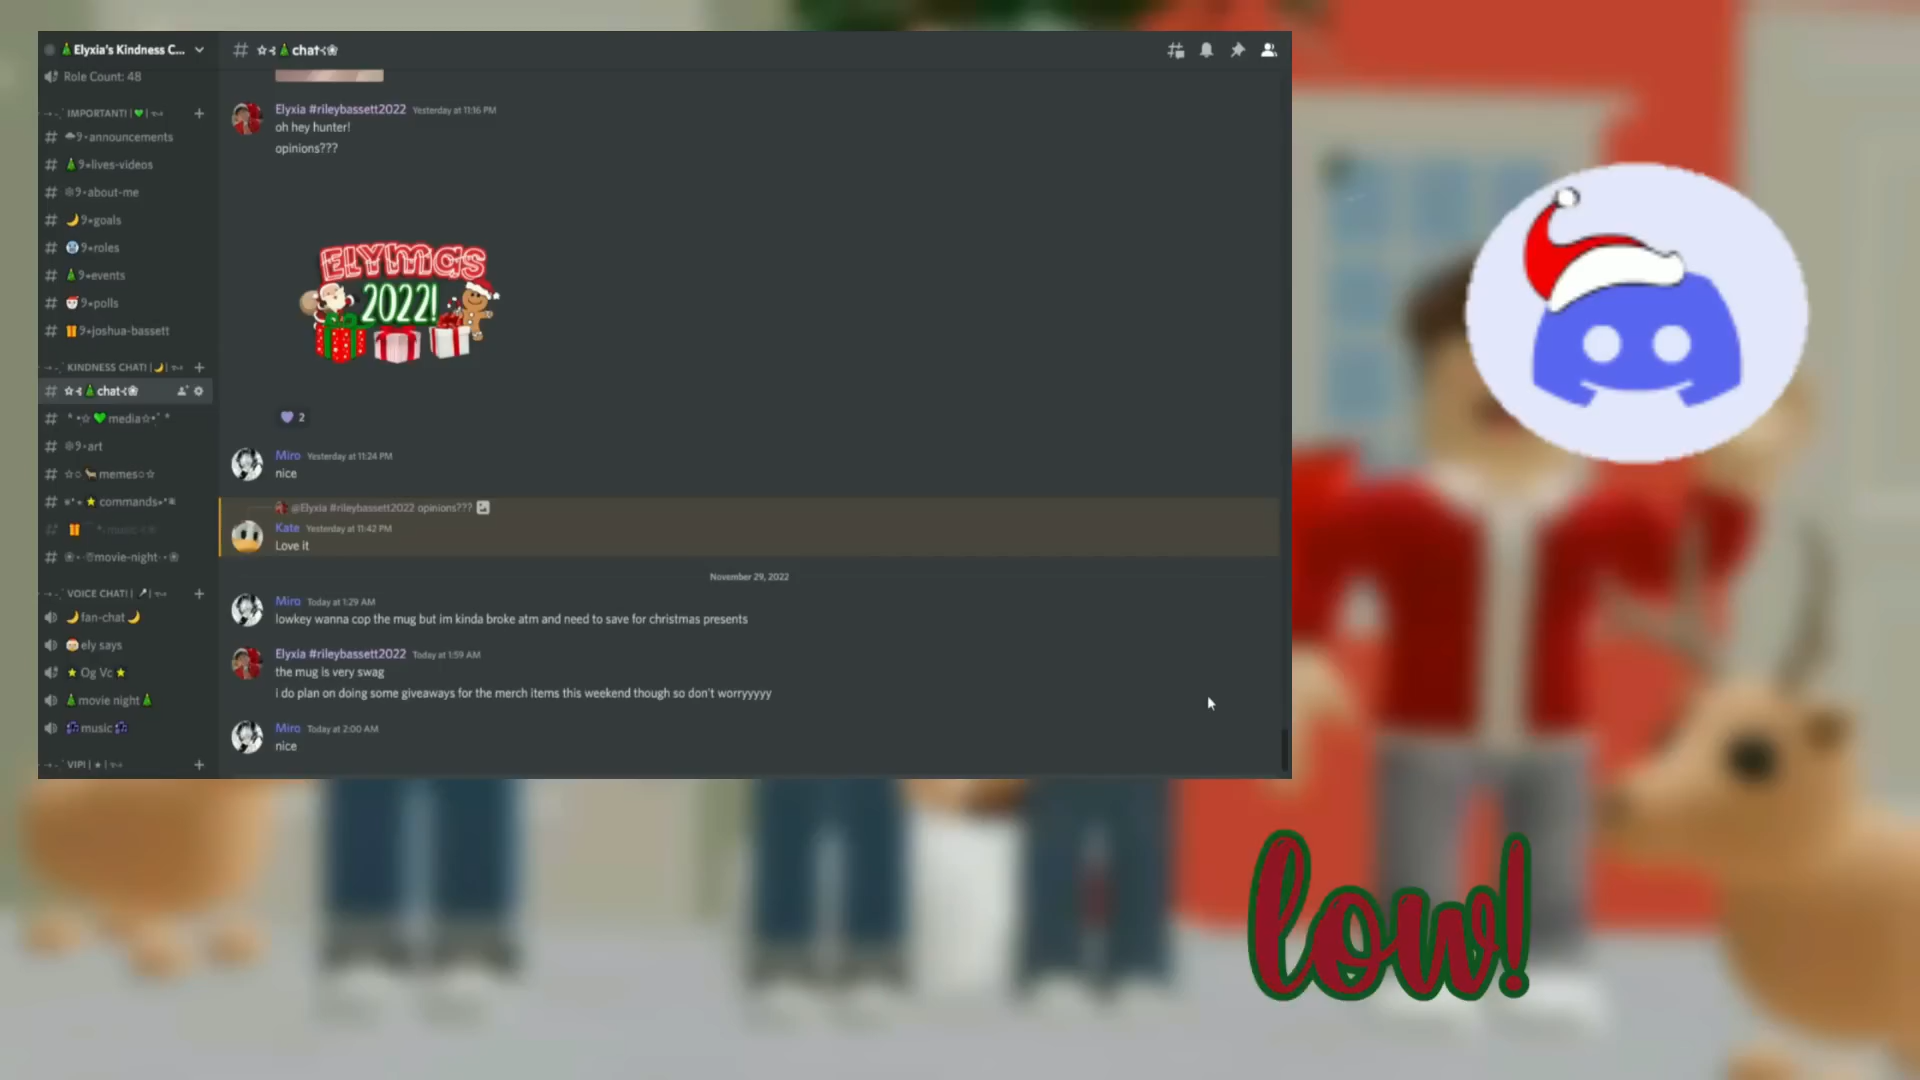 Elyxia's Kindness C...
Role Count: 48
IMPORTANT! |💚|
announcements
lives-videos
about-me
goals
roles
events
polls
joshua-bassett
KINDNESS CHAT! |🌙|
chat
media
art
memes
commands
movie-night
VOICE CHAT! |
🌙fan-chat🌙
ely says
⭐Og Vc⭐
🎄movie night🎄
music
VIP! |
chat
Elyxia #rileybassett2022 Yesterday at 11:16 PM
oh hey hunter!
opinions???
ELYMAS
2022!
💜 2
Miro Yesterday at 11:24 PM
nice
@Elyxia #rileybassett2022 opinions???
Kate Yesterday at 11:42 PM
Love it
November 29, 2022
Miro Today at 1:29 AM
lowkey wanna cop the mug but im kinda broke atm and need to save for christmas presents
Elyxia #rileybassett2022 Today at 1:59 AM
the mug is very swag
i do plan on doing some giveaways for the merch items this weekend though so don't worryyyyy
Miro Today at 2:00 AM
nice
low!